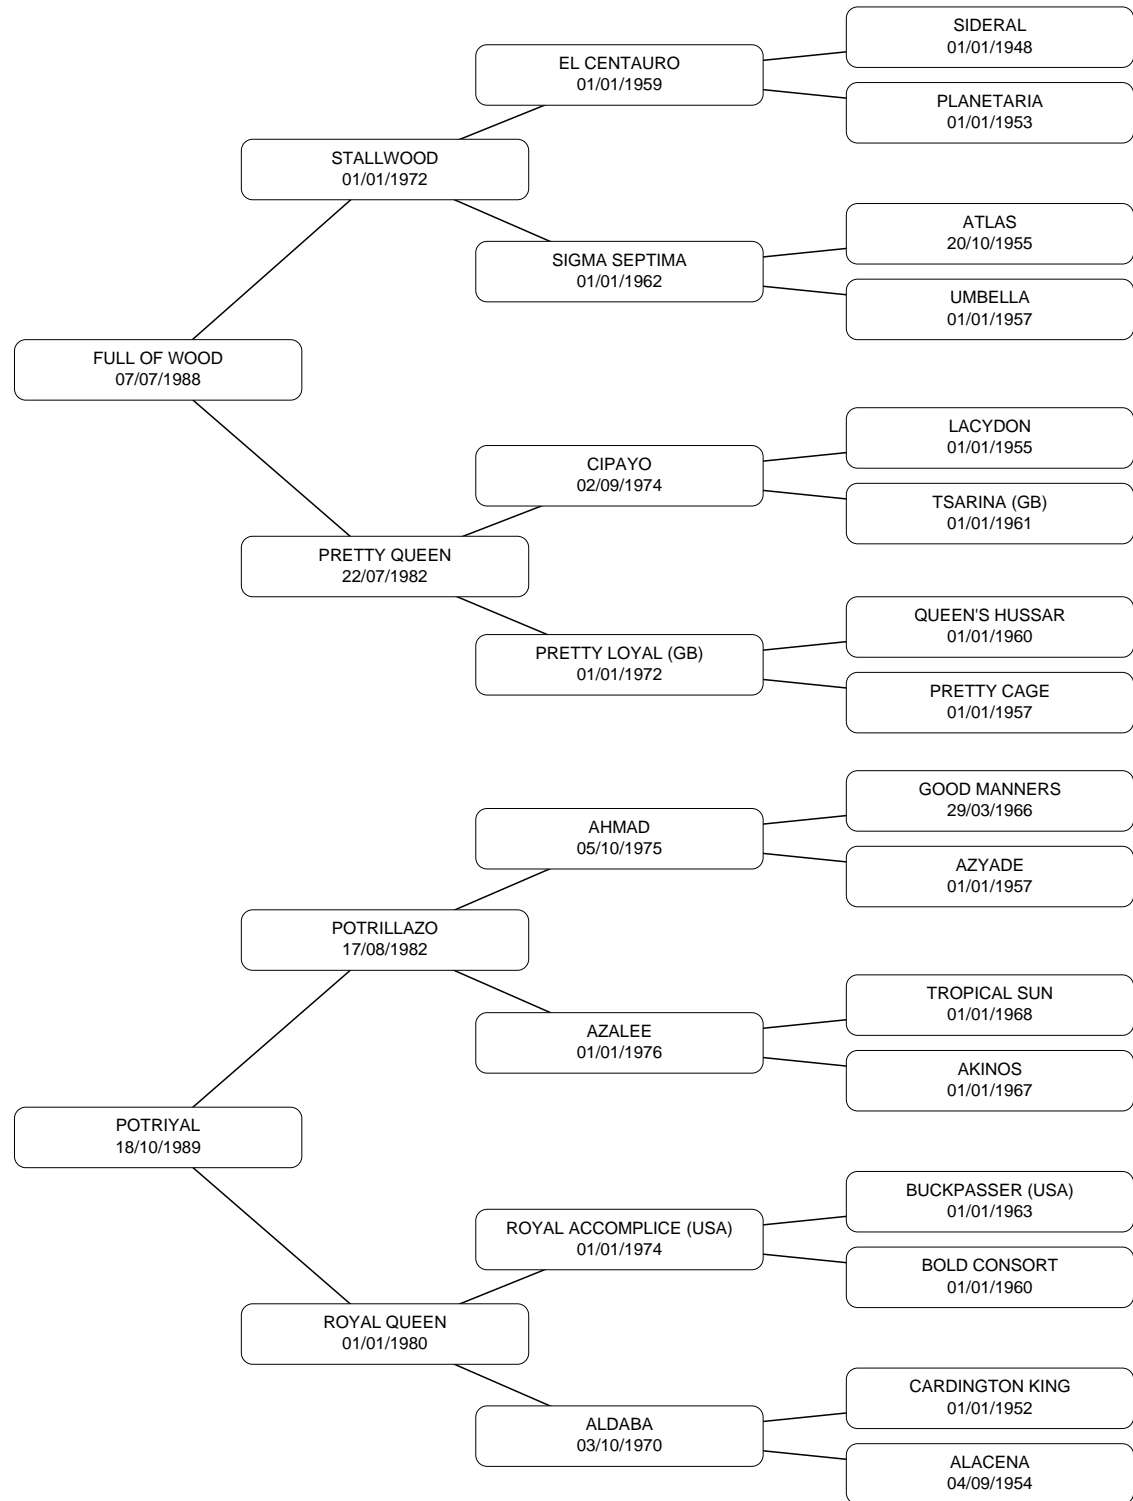 SIDERAL
01/01/1948
EL CENTAURO
01/01/1959
PLANETARIA
01/01/1953
STALLWOOD
01/01/1972
ATLAS
20/10/1955
SIGMA SEPTIMA
01/01/1962
UMBELLA
01/01/1957
FULL OF WOOD
07/07/1988
LACYDON
01/01/1955
CIPAYO
02/09/1974
TSARINA (GB)
01/01/1961
PRETTY QUEEN
22/07/1982
QUEEN'S HUSSAR
01/01/1960
PRETTY LOYAL (GB)
01/01/1972
PRETTY CAGE
01/01/1957
GOOD MANNERS
29/03/1966
AHMAD
05/10/1975
AZYADE
01/01/1957
POTRILLAZO
17/08/1982
TROPICAL SUN
01/01/1968
AZALEE
01/01/1976
AKINOS
01/01/1967
POTRIYAL
18/10/1989
BUCKPASSER (USA)
01/01/1963
ROYAL ACCOMPLICE (USA)
01/01/1974
BOLD CONSORT
01/01/1960
ROYAL QUEEN
01/01/1980
CARDINGTON KING
01/01/1952
ALDABA
03/10/1970
ALACENA
04/09/1954